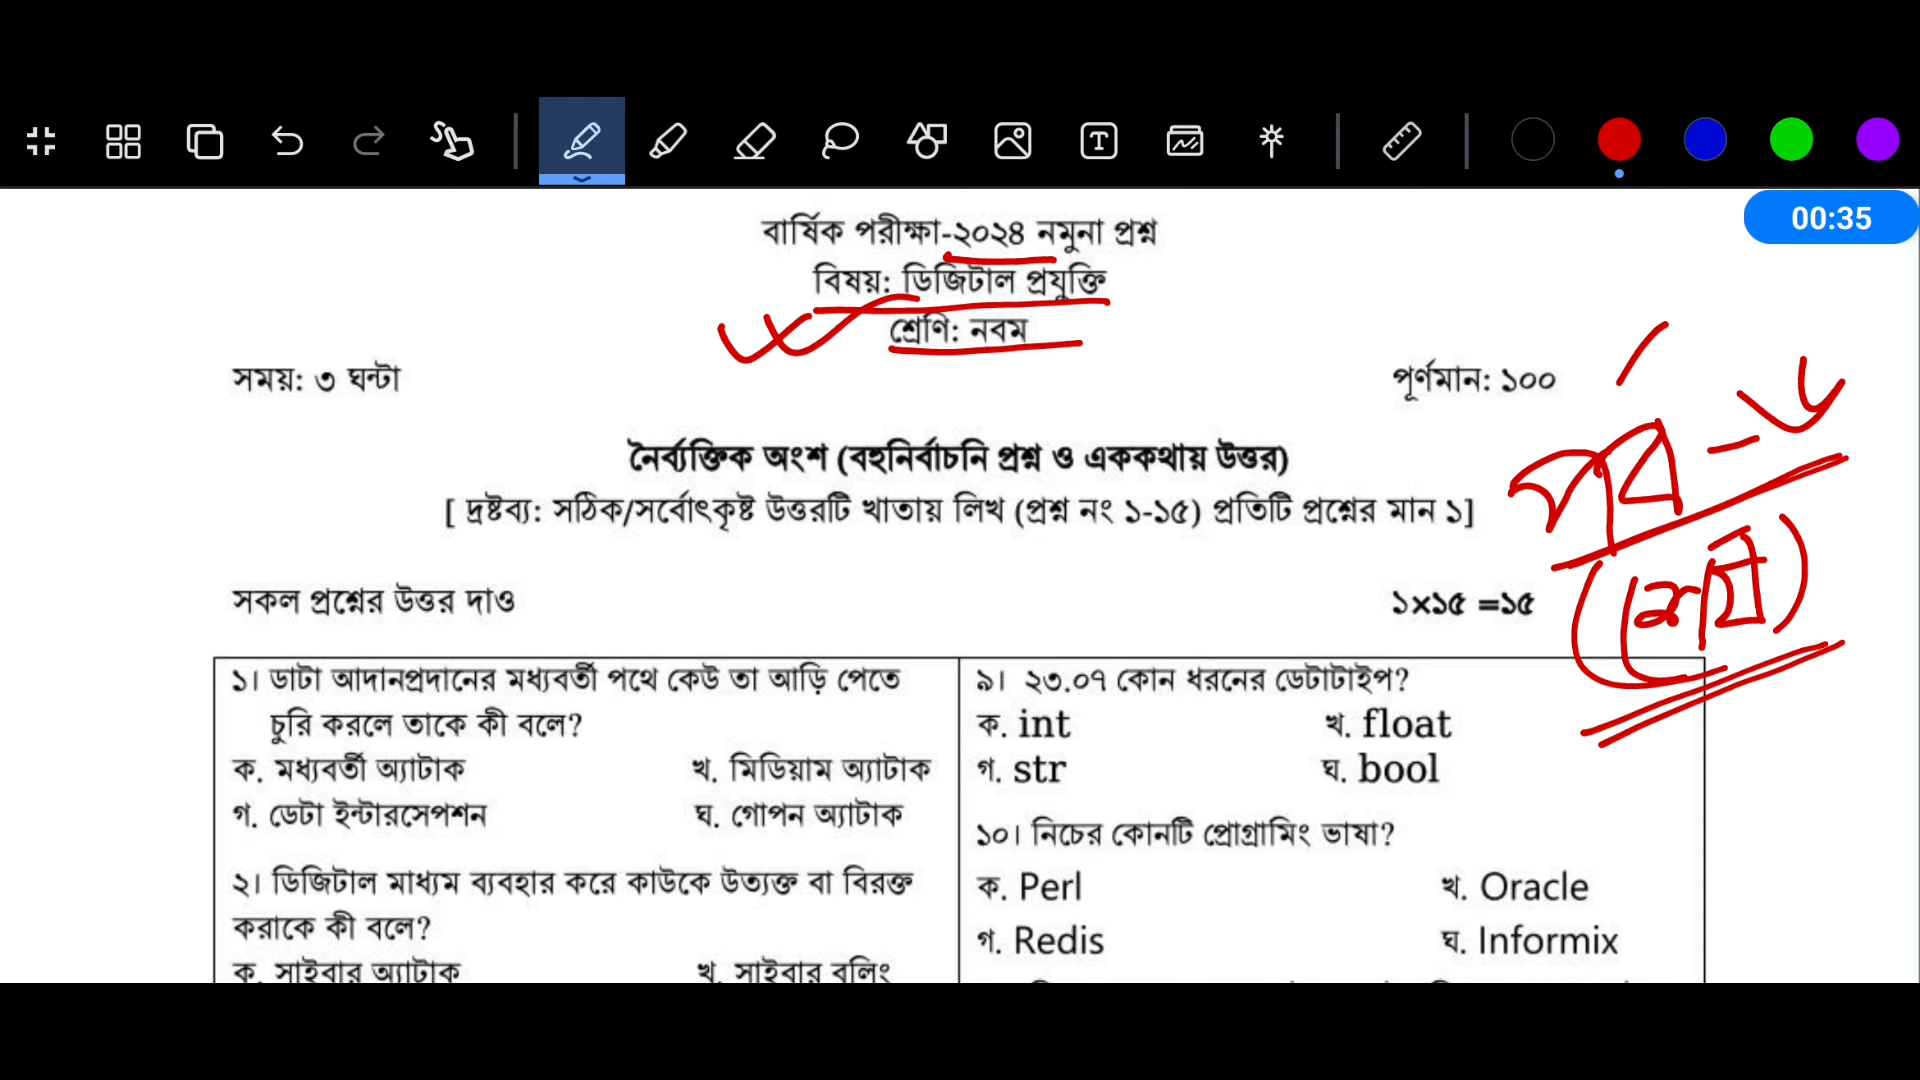 00:35
বার্ষিক পরীক্ষা-২০২৪ নমুনা প্রশ্ন
বিষয়: ডিজিটাল প্রযুক্তি
শ্রেণি: নবম
সময়: ৩ ঘন্টা
পূর্ণমান: ১০০
নৈর্ব্যক্তিক অংশ (বহুনির্বাচনি প্রশ্ন ও এককথায় উত্তর)
[ দ্রষ্টব্য: সঠিক/সর্বোৎকৃষ্ট উত্তরটি খাতায় লিখ (প্রশ্ন নং ১-১৫) প্রতিটি প্রশ্নের মান ১]
সকল প্রশ্নের উত্তর দাও
১×১৫ =১৫
১। ডাটা আদানপ্রদানের মধ্যবর্তী পথে কেউ তা আড়ি পেতে
চুরি করলে তাকে কী বলে?
ক. মধ্যবর্তী অ্যাটাক
খ. মিডিয়াম অ্যাটাক
গ. ডেটা ইন্টারসেপশন
ঘ. গোপন অ্যাটাক
২। ডিজিটাল মাধ্যম ব্যবহার করে কাউকে উত্যক্ত বা বিরক্ত
করাকে কী বলে?
ক. সাইবার অ্যাটাক
খ. সাইবার বুলিং
৯। ২৩.০৭ কোন ধরনের ডেটাটাইপ?
ক. int
খ. float
গ. str
ঘ. bool
১০। নিচের কোনটি প্রোগ্রামিং ভাষা?
ক. Perl
খ. Oracle
গ. Redis
ঘ. Informix